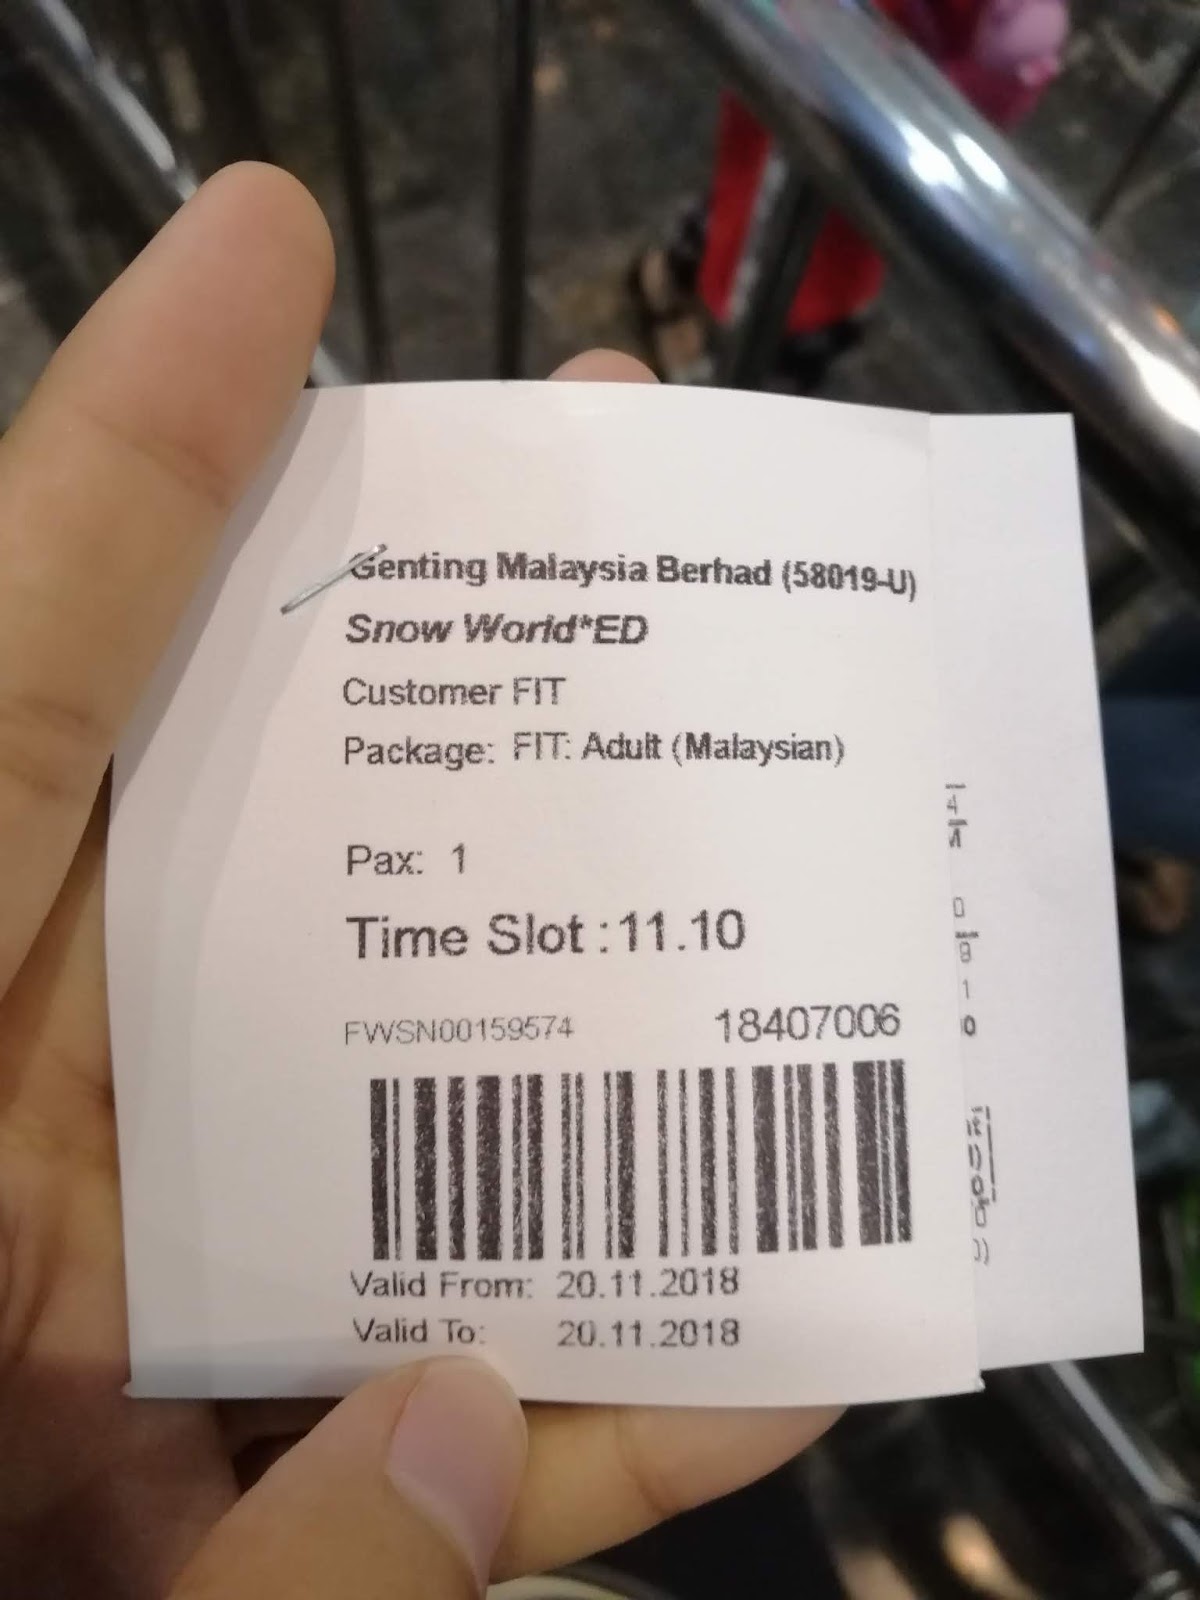 Genting Malaysia Berhad (58019-U)
Snow World*ED
Customer FIT
Package: FIT: Adult (Malaysian)
Pax: 1
Time Slot :11.10
FWSN00159574 18407006
Valid From: 20.11.2018
Valid To: 20.11.2018